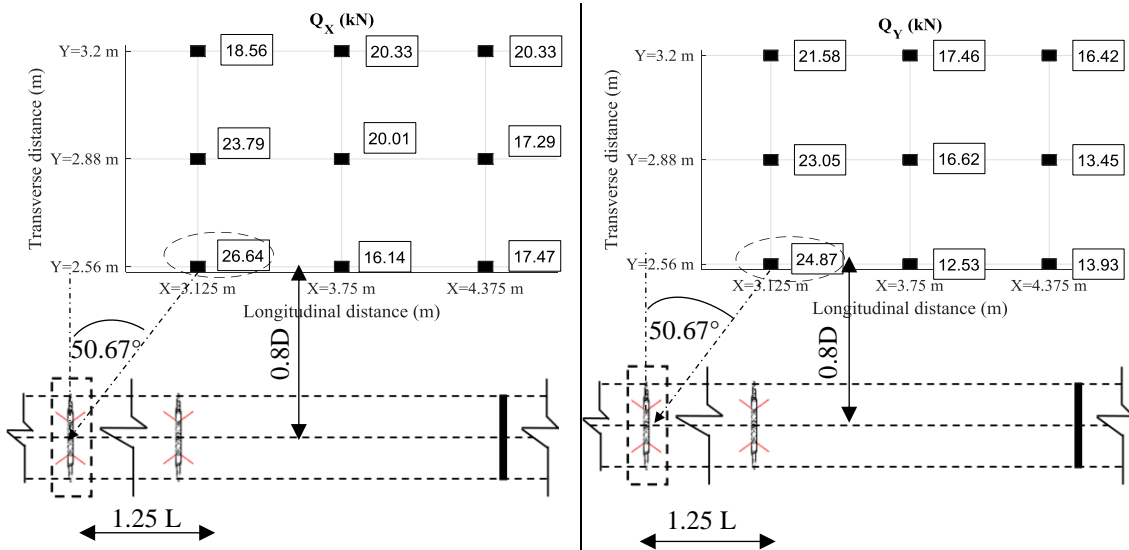 Q_X (kN)
Transverse distance (m)
Y=3.2 m
18.56
20.33
20.33
Y=2.88 m
23.79
20.01
17.29
Y=2.56 m
26.64
16.14
17.47
X=3.125 m
X=3.75 m
X=4.375 m
Longitudinal distance (m)
50.67°
0.8D
1.25 L
Q_Y (kN)
Transverse distance (m)
Y=3.2 m
21.58
17.46
16.42
Y=2.88 m
23.05
16.62
13.45
Y=2.56 m
24.87
12.53
13.93
X=3.125 m
X=3.75 m
X=4.375 m
Longitudinal distance (m)
50.67°
0.8D
1.25 L